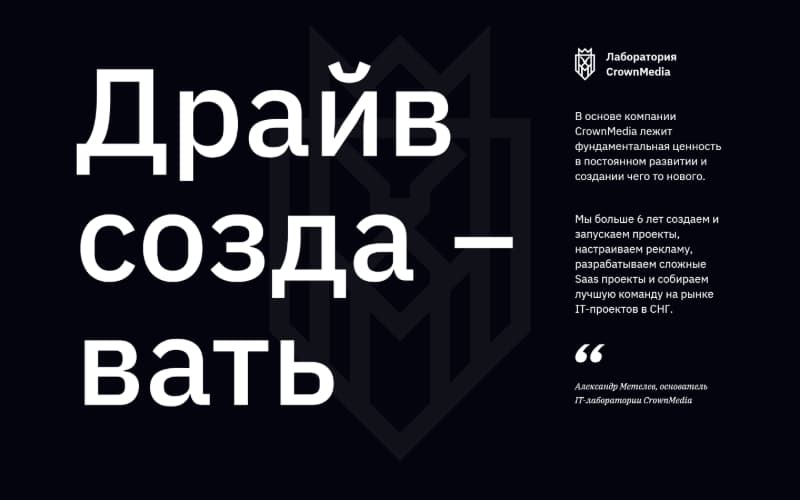 Драйв
созда –
вать
Лаборатория
CrownMedia
В основе компании
CrownMedia лежит
фундаментальная ценность
в постоянном развитии и
создании чего то нового.
Мы больше 6 лет создаем и
запускаем проекты,
настраиваем рекламу,
разрабатываем сложные
Saas проекты и собираем
лучшую команду на рынке
IT-проектов в СНГ.
“
Александр Метелев, основатель
IT-лаборатории CrownMedia